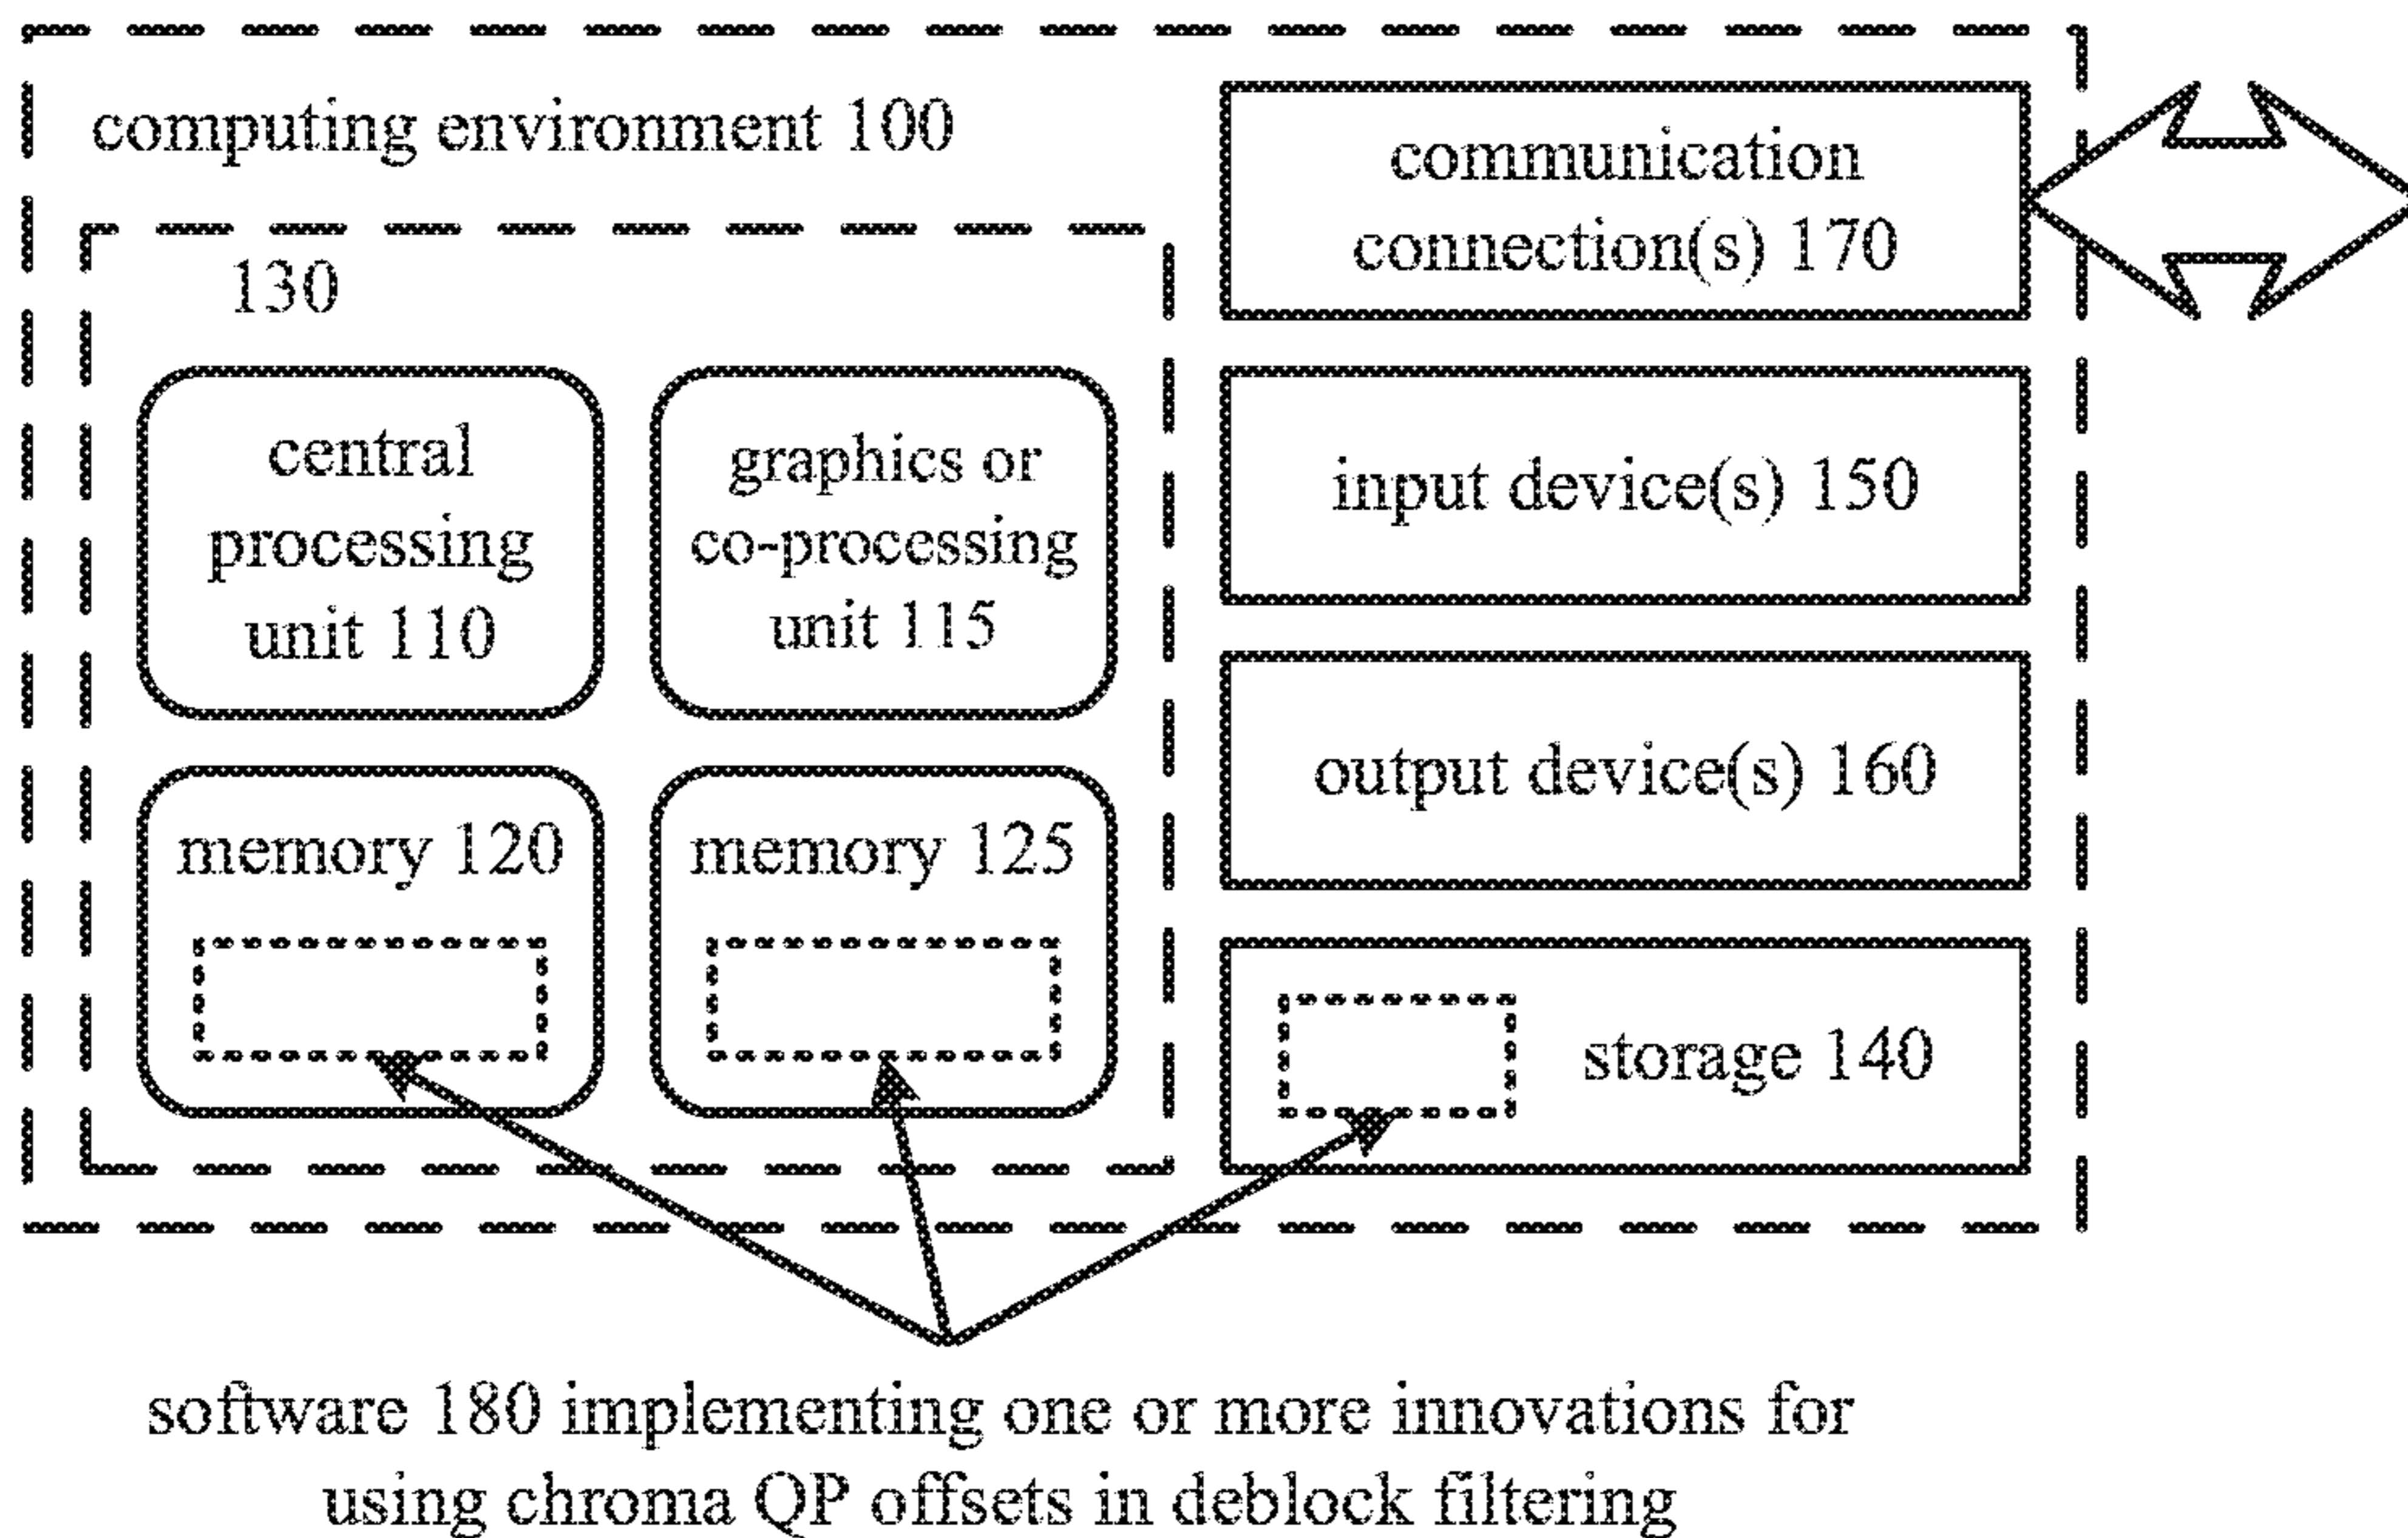 computing environment 100
130
central
processing
unit 110
graphics or
co-processing
unit 115
memory 120
memory 125
communication
connection(s) 170
input device(s) 150
output device(s) 160
storage 140
software 180 implementing one or more innovations for
using chroma QP offsets in deblock filtering